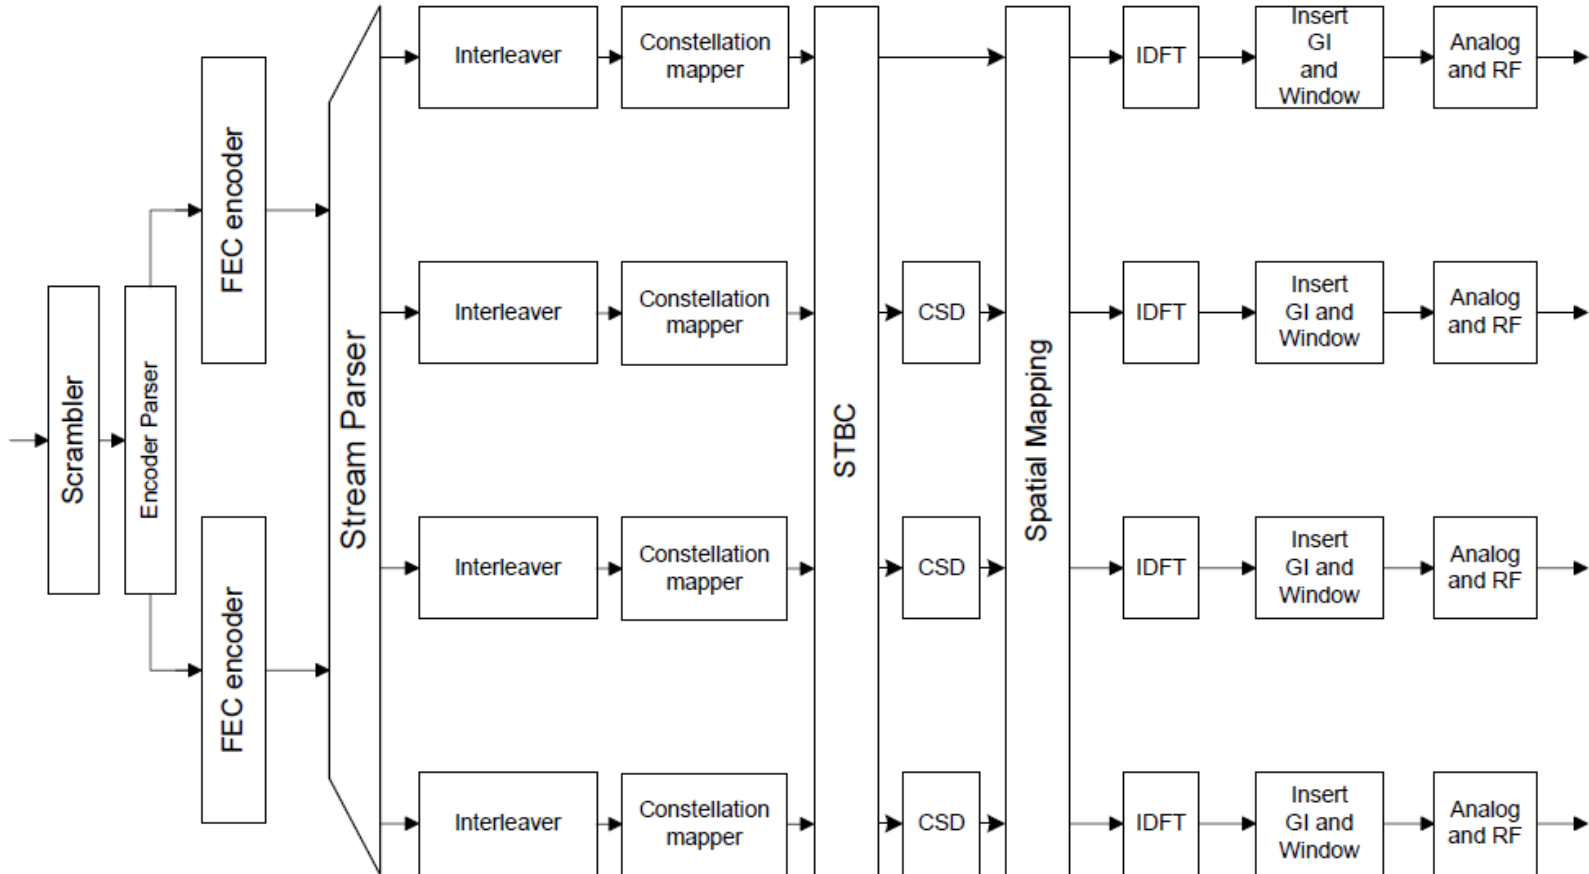 Scrambler
Encoder Parser
FEC encoder
FEC encoder
Stream Parser
Interleaver
Constellation
mapper
Interleaver
Constellation
mapper
Interleaver
Constellation
mapper
Interleaver
Constellation
mapper
STBC
CSD
CSD
CSD
Spatial Mapping
IDFT
Insert
GI
and
Window
Analog
and RF
IDFT
Insert
GI and
Window
Analog
and RF
IDFT
Insert
GI and
Window
Analog
and RF
IDFT
Insert
GI and
Window
Analog
and RF